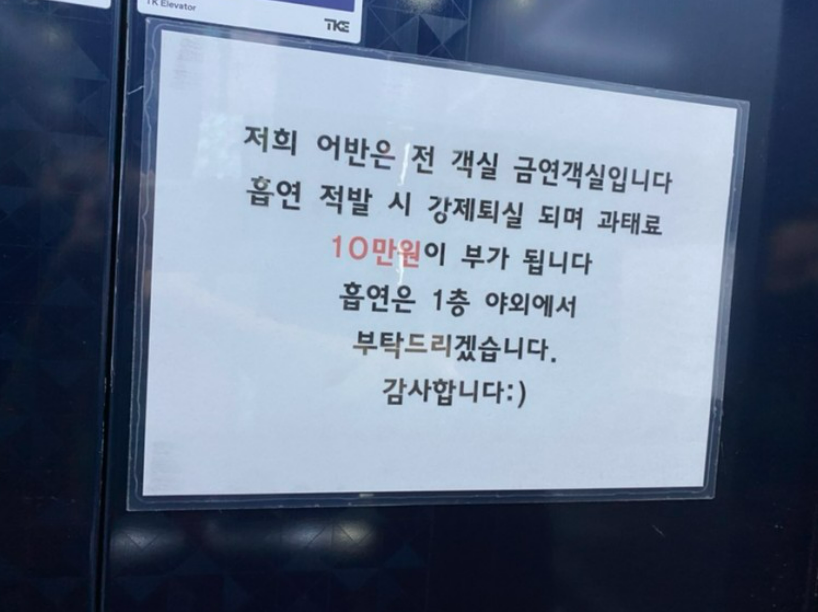 TK Elevator
TKE
저희 어반은 전 객실 금연객실입니다
흡연 적발 시 강제퇴실 되며 과태료
10만원이 부가 됩니다
흡연은 1층 야외에서
부탁드리겠습니다.
감사합니다:)